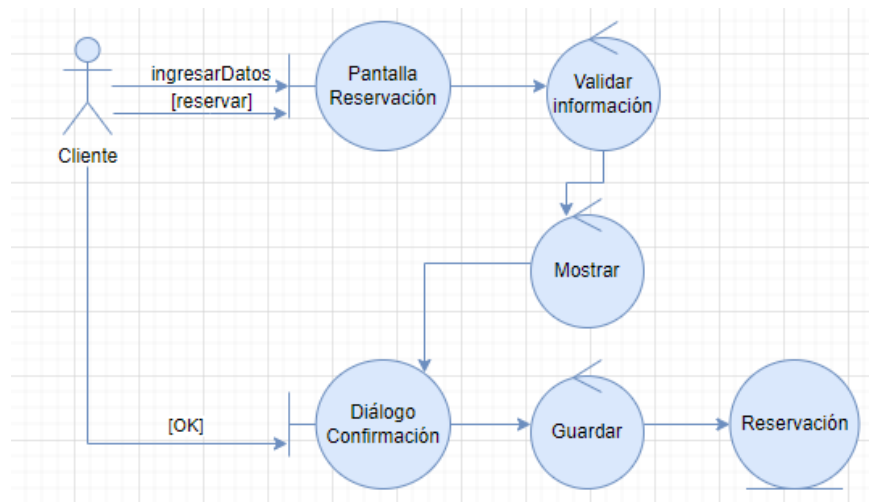 ingresarDatos
[reservar]
Cliente
Pantalla
Reservación
Validar
información
Mostrar
[OK]
Diálogo
Confirmación
Guardar
Reservación